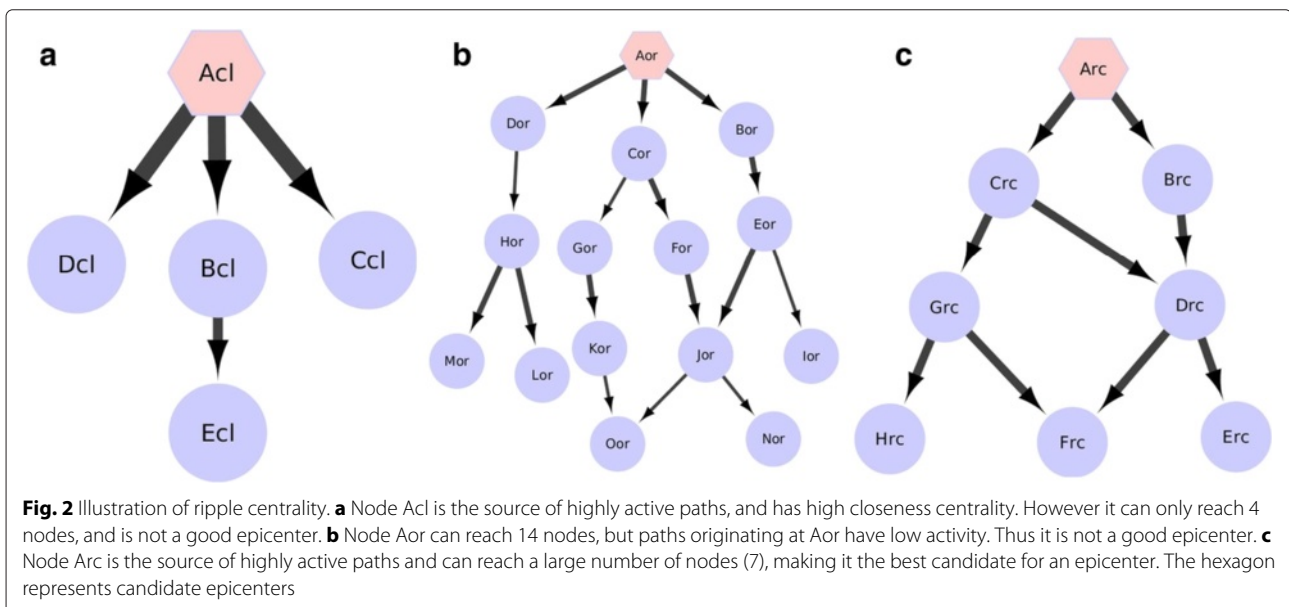 a
b
c
Acl
Aor
Arc
Dor
Cor
Bor
Crc
Brc
Dcl
Bcl
Ccl
Hor
Gor
For
Eor
Grc
Drc
Mor
Lor
Kor
Jor
Ior
Ecl
Oor
Nor
Hrc
Frc
Erc
Fig. 2 Illustration of ripple centrality. a Node Acl is the source of highly active paths, and has high closeness centrality. However it can only reach 4
nodes, and is not a good epicenter. b Node Aor can reach 14 nodes, but paths originating at Aor have low activity. Thus it is not a good epicenter. c
Node Arc is the source of highly active paths and can reach a large number of nodes (7), making it the best candidate for an epicenter. The hexagon
represents candidate epicenters